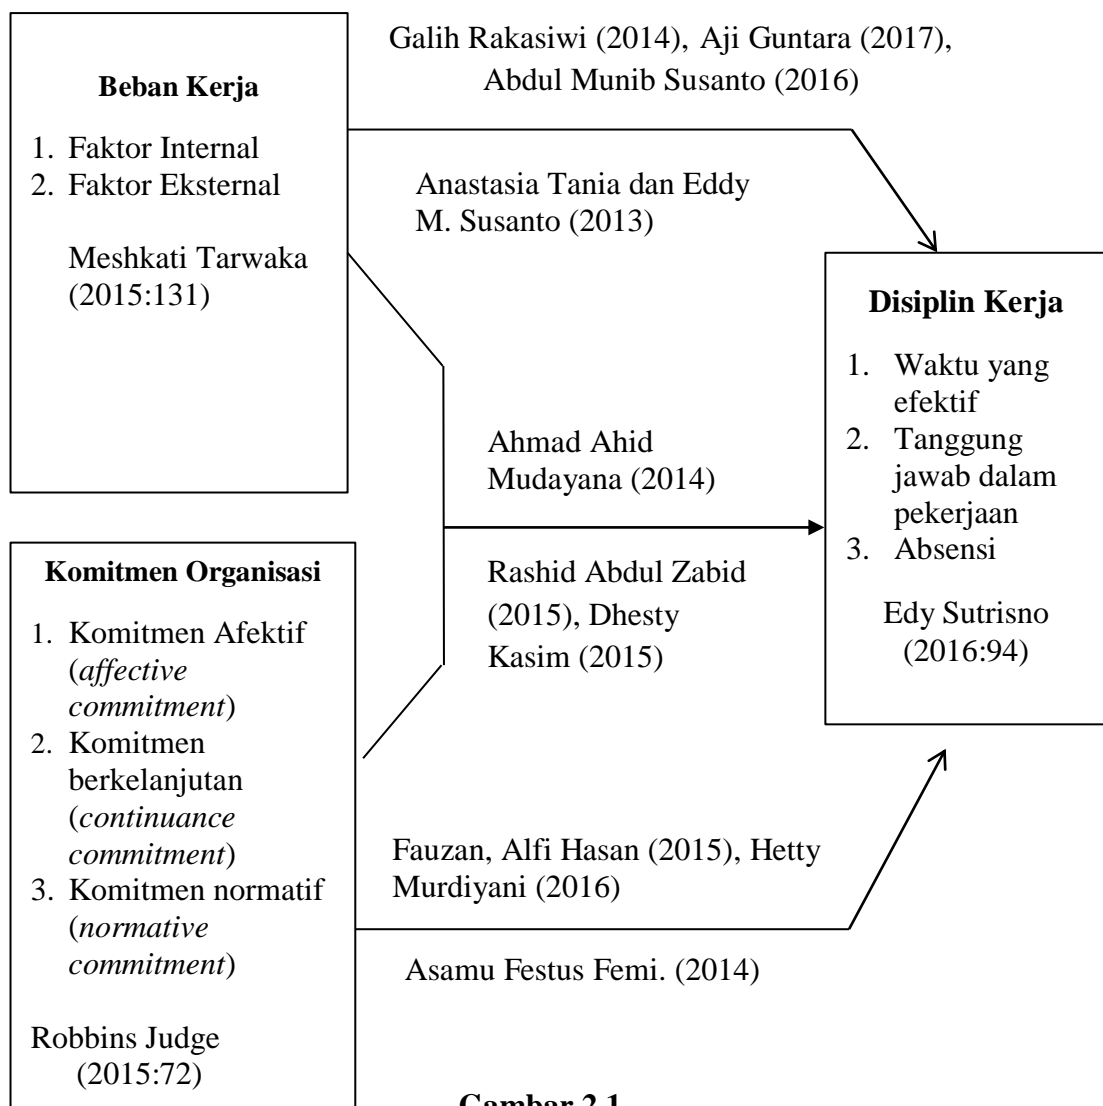 Galih Rakasiwi (2014), Aji Guntara (2017),
Abdul Munib Susanto (2016)
Beban Kerja
1. Faktor Internal
2. Faktor Eksternal
Meshkati Tarwaka
(2015:131)
Anastasia Tania dan Eddy
M. Susanto (2013)
Disiplin Kerja
1. Waktu yang
efektif
2. Tanggung
jawab dalam
pekerjaan
3. Absensi
Edy Sutrisno
(2016:94)
Ahmad Ahid
Mudayana (2014)
Rashid Abdul Zabid
(2015), Dhesty
Kasim (2015)
Komitmen Organisasi
1. Komitmen Afektif
(affective
commitment)
2. Komitmen
berkelanjutan
(continuance
commitment)
3. Komitmen normatif
(normative
commitment)
Robbins Judge
(2015:72)
Fauzan, Alfi Hasan (2015), Hetty
Murdiyani (2016)
Asamu Festus Femi. (2014)
Gambar 2.1